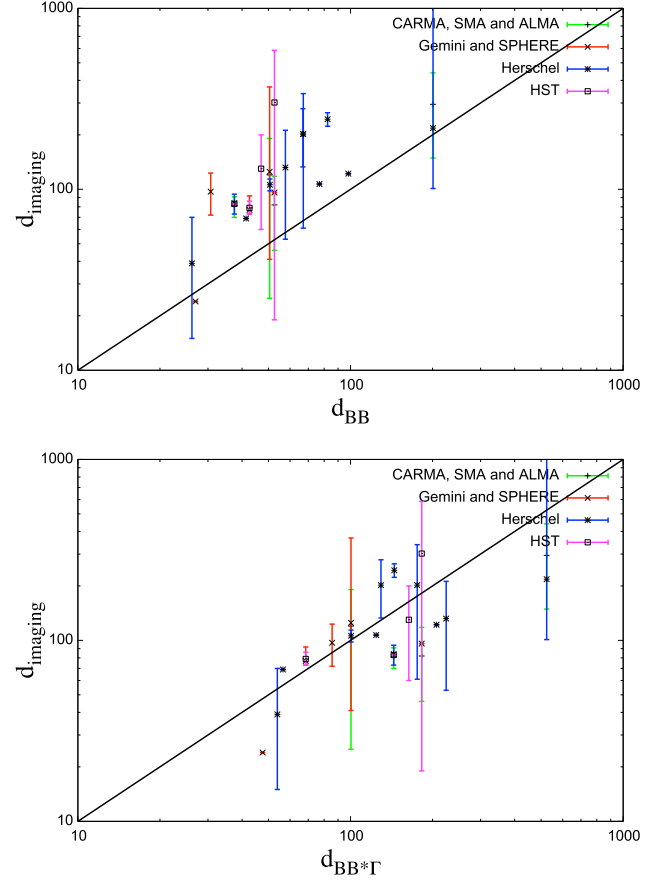 1000
100
10
10
100
1000
d_imaging
d_BB
CARMA, SMA and ALMA
Gemini and SPHERE
Herschel
HST
1000
100
10
10
100
1000
d_imaging
d_BB*Γ
CARMA, SMA and ALMA
Gemini and SPHERE
Herschel
HST